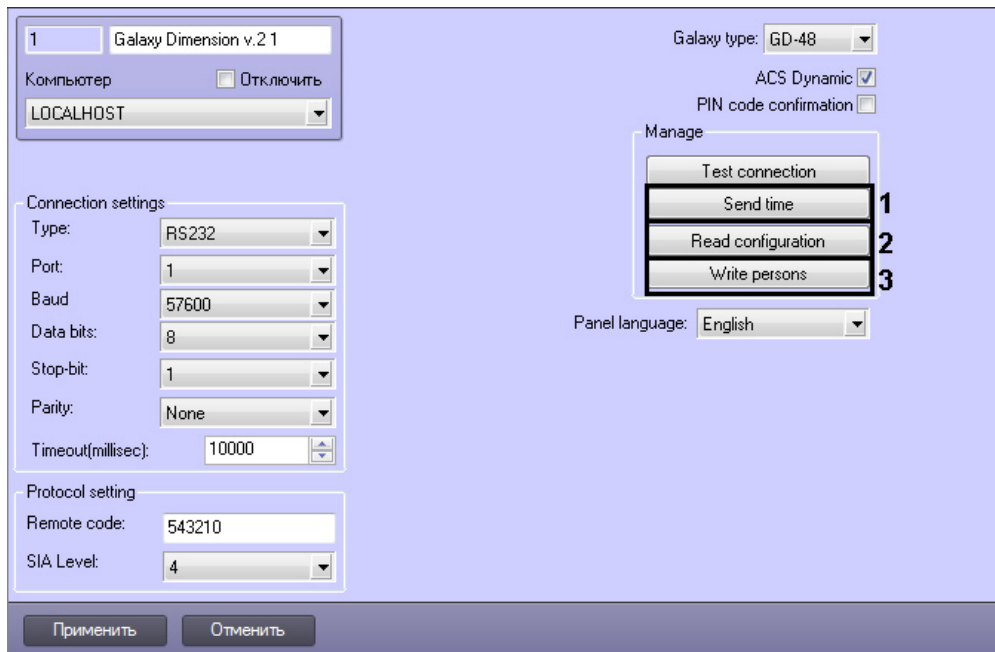 1
Galaxy Dimension v.2 1
Компьютер
Отключить
LOCALHOST
Connection settings
Type:
RS232
Port:
1
Baud
57600
Data bits:
8
Stop-bit:
1
Parity:
None
Timeout(millisec):
10000
Protocol setting
Remote code:
543210
SIA Level:
4
Galaxy type:
GD-48
ACS Dynamic
PIN code confirmation
Manage
Test connection
Send time
1
Read configuration
2
Write persons
3
Panel language:
English
Применить
Отменить